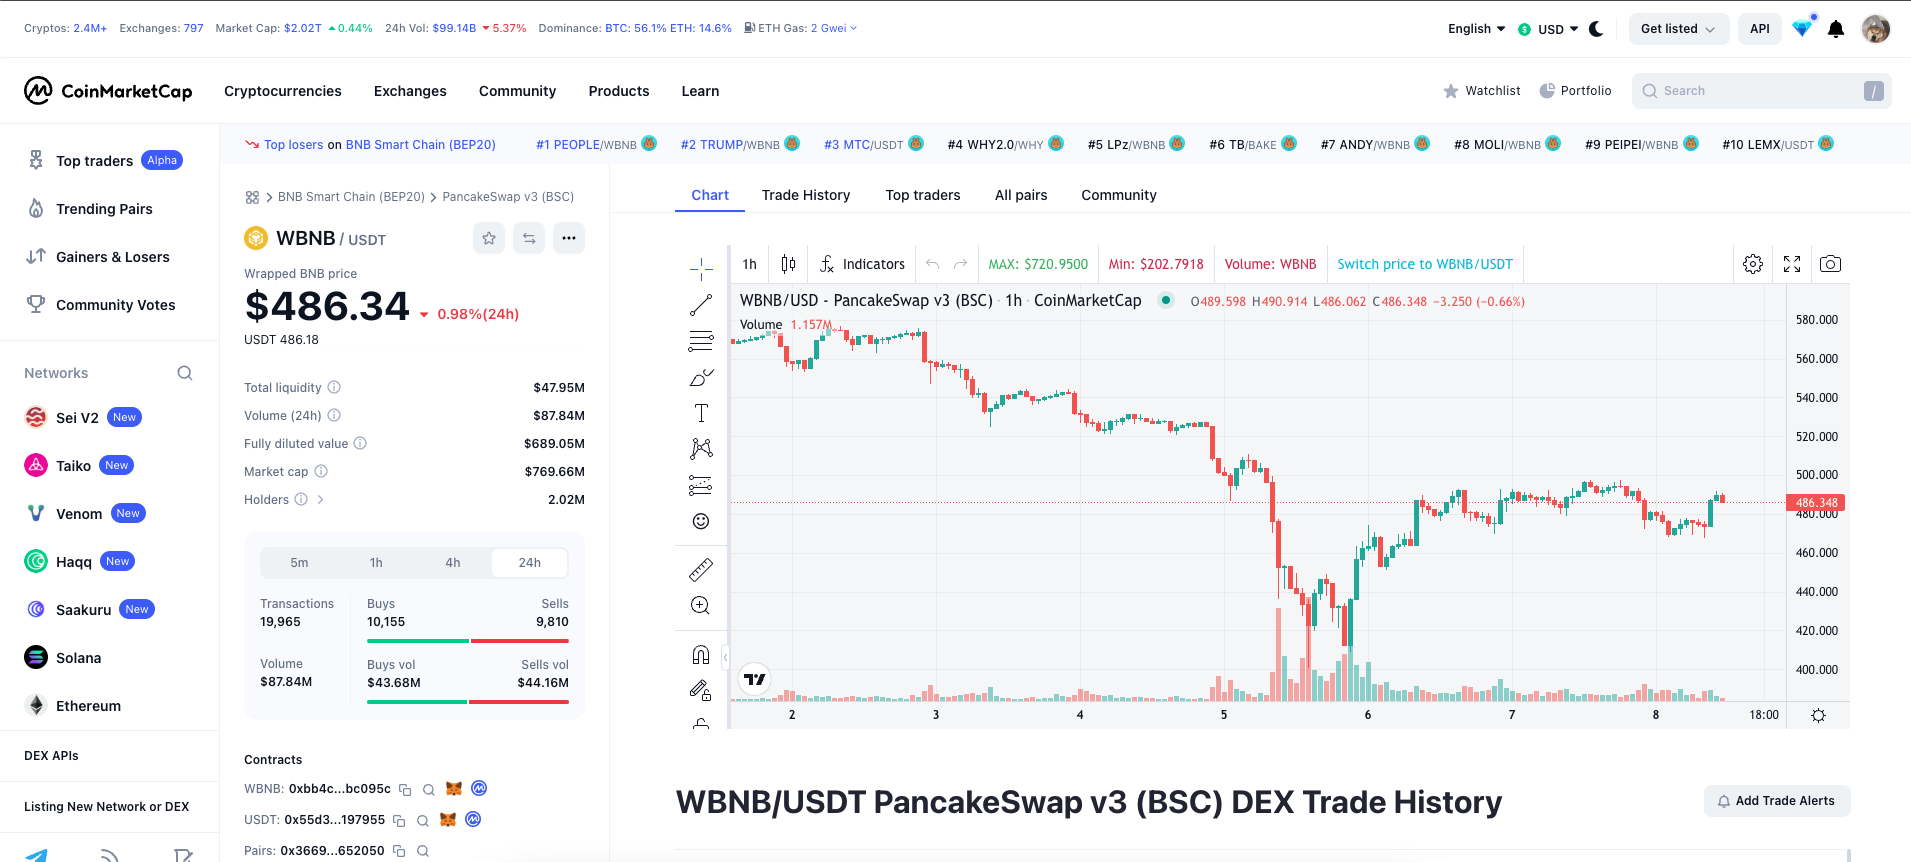 Cryptos: 2.4M+ Exchanges: 797 Market Cap: $2.02T 0.44% 24h Vol: $99.14B 5.37% Dominance: BTC: 56.1% ETH: 14.6% ETH Gas: 2 Gwei
English USD Get listed API
CoinMarketCap Cryptocurrencies Exchanges Community Products Learn Watchlist Portfolio Search /
Top losers on BNB Smart Chain (BEP20) #1 PEOPLE/WBNB #2 TRUMP/WBNB #3 MTC/USDT #4 WHY2.0/WHY #5 LPz/WBNB #6 TB/BAKE #7 ANDY/WBNB #8 MOLI/WBNB #9 PEIPEI/WBNB #10 LEMX/USDT
Top traders Alpha
Trending Pairs
Gainers & Losers
Community Votes
Networks
Sei V2 New
Taiko New
Venom New
Haqq New
Saakuru New
Solana
Ethereum
DEX APIs
Listing New Network or DEX
BNB Smart Chain (BEP20) PancakeSwap v3 (BSC)
WBNB / USDT
Wrapped BNB price
$486.34 0.98%(24h)
USDT 486.18
Total liquidity $47.95M
Volume (24h) $87.84M
Fully diluted value $689.05M
Market cap $769.66M
Holders 2.02M
5m 1h 4h 24h
Transactions Buys Sells
19,965 10,155 9,810
Volume Buys vol Sells vol
$87.84M $43.68M $44.16M
Contracts
WBNB: 0xbb4c...bc095c
USDT: 0x55d3...197955
Pairs: 0x3669...652050
Chart Trade History Top traders All pairs Community
1h Indicators MAX: $720.9500 Min: $202.7918 Volume: WBNB Switch price to WBNB/USDT
WBNB/USD - PancakeSwap v3 (BSC) · 1h · CoinMarketCap O489.598 H490.914 L486.062 C486.348 −3.250 (−0.66%)
Volume 1.157M
580.000
560.000
540.000
520.000
500.000
486.348
480.000
460.000
440.000
420.000
400.000
2 3 4 5 6 7 8 18:00
WBNB/USDT PancakeSwap v3 (BSC) DEX Trade History
Add Trade Alerts